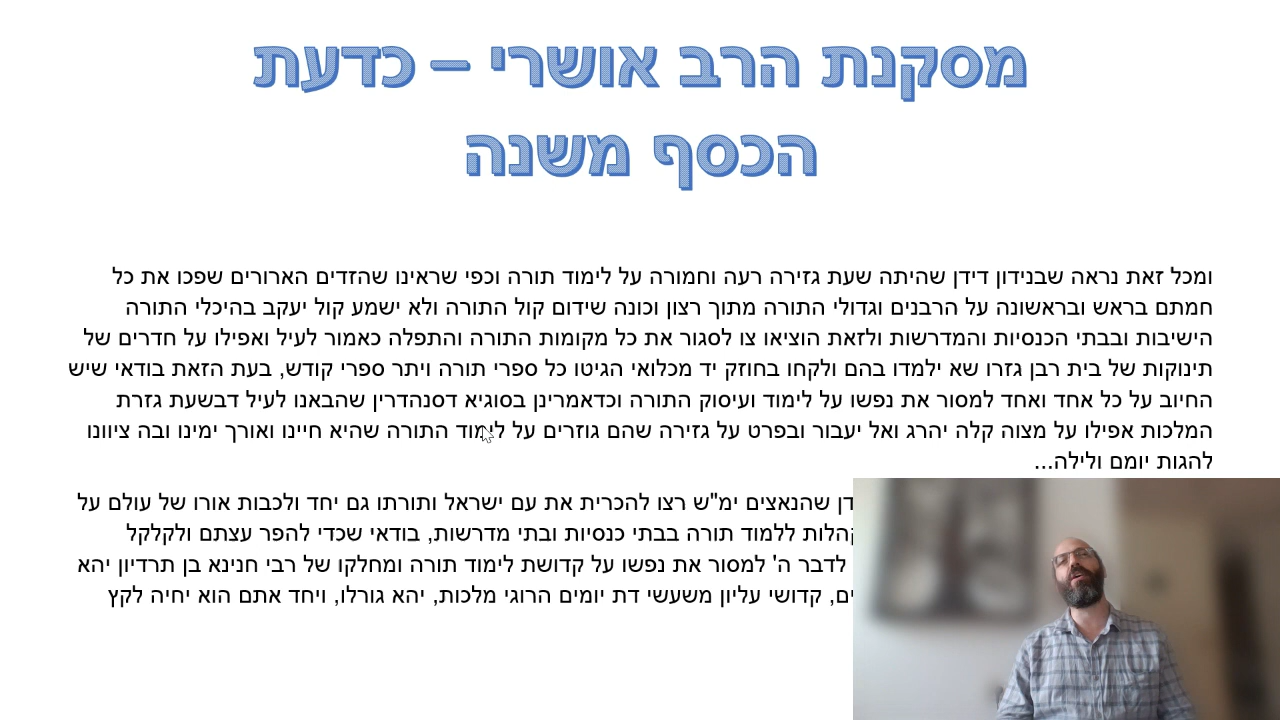 מסקנת הרב אושרי – כדעת
הכסף משנה
ומכל זאת נראה שבנידון דידן שהיתה שעת גזירה רעה וחמורה על לימוד תורה וכפי שראינו שהזדים הארורים שפכו את כל
חמתם בראש ובראשונה על הרבנים וגדולי התורה מתוך רצון וכונה שידום קול התורה ולא ישמע קול יעקב בהיכלי התורה
הישיבות ובבתי הכנסיות והמדרשות ולזאת הוציאו צו לסגור את כל מקומות התורה והתפלה כאמור לעיל ואפילו על חדרים של
תינוקות של בית רבן גזרו שא ילמדו בהם ולקחו בחוזק יד מכלואי הגיטו כל ספרי תורה ויתר ספרי קודש, בעת הזאת בודאי שיש
החיוב על כל אחד ואחד למסור את נפשו על לימוד ועיסוק התורה וכדאמרינן בסוגיא דסנהדרין שהבאנו לעיל דבשעת גזרת
המלכות אפילו על מצוה קלה יהרג ואל יעבור ובפרט על גזירה שהם גוזרים על לימוד התורה שהיא חיינו ואורך ימינו ובה ציוונו
להגות יומם ולילה...
דן שהנאצים ימ"ש רצו להכרית את עם ישראל ותורתו גם יחד ולכבות אורו של עולם על
קהלות ללמוד תורה בבתי כנסיות ובתי מדרשות, בודאי שכדי להפר עצתם ולקלקל
לדבר ה' למסור את נפשו על קדושת לימוד תורה ומחלקו של רבי חנינא בן תרדיון יהא
ים, קדושי עליון משעשי דת יומים הרוגי מלכות, יהא גורלו, ויחד אתם הוא יחיה לקץ